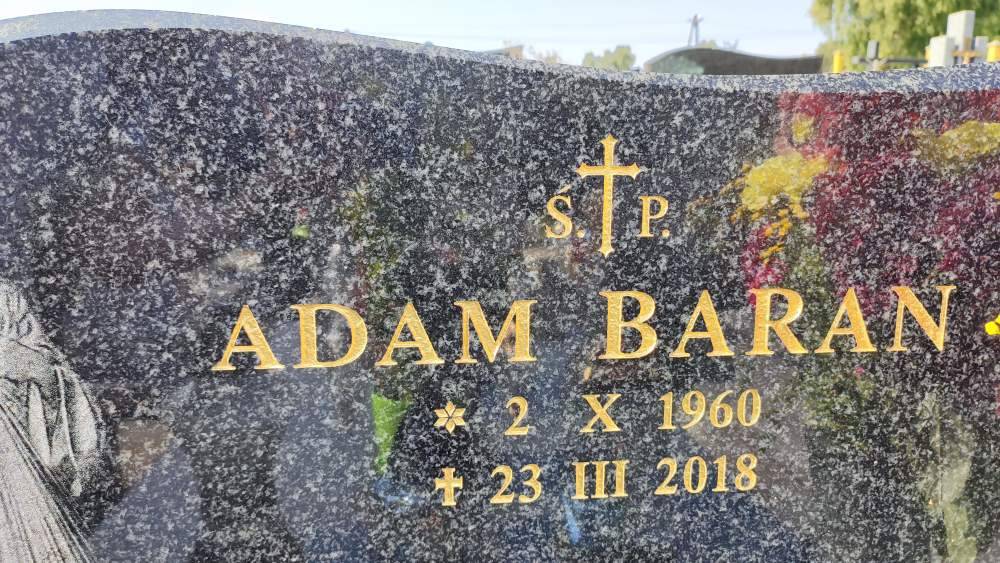 Ś. P.
ADAM BARAN
2 X 1960
23 III 2018